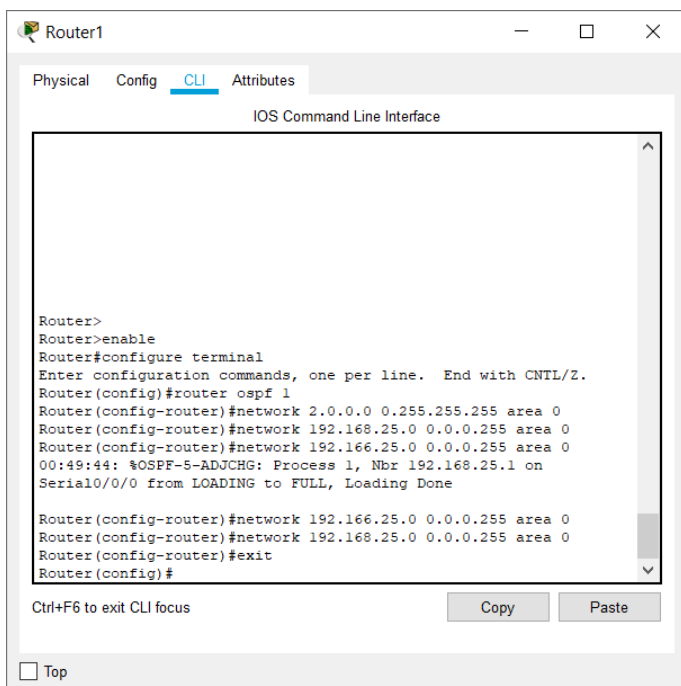 Router1
Physical Config CLI Attributes
IOS Command Line Interface
Router>
Router>enable
Router#configure terminal
Enter configuration commands, one per line.  End with CNTL/Z.
Router(config)#router ospf 1
Router(config-router)#network 2.0.0.0 0.255.255.255 area 0
Router(config-router)#network 192.168.25.0 0.0.0.255 area 0
Router(config-router)#network 192.166.25.0 0.0.0.255 area 0
00:49:44: %OSPF-5-ADJCHG: Process 1, Nbr 192.168.25.1 on
Serial0/0/0 from LOADING to FULL, Loading Done
Router(config-router)#network 192.166.25.0 0.0.0.255 area 0
Router(config-router)#network 192.168.25.0 0.0.0.255 area 0
Router(config-router)#exit
Router(config)#
Ctrl+F6 to exit CLI focus
Copy Paste
Top